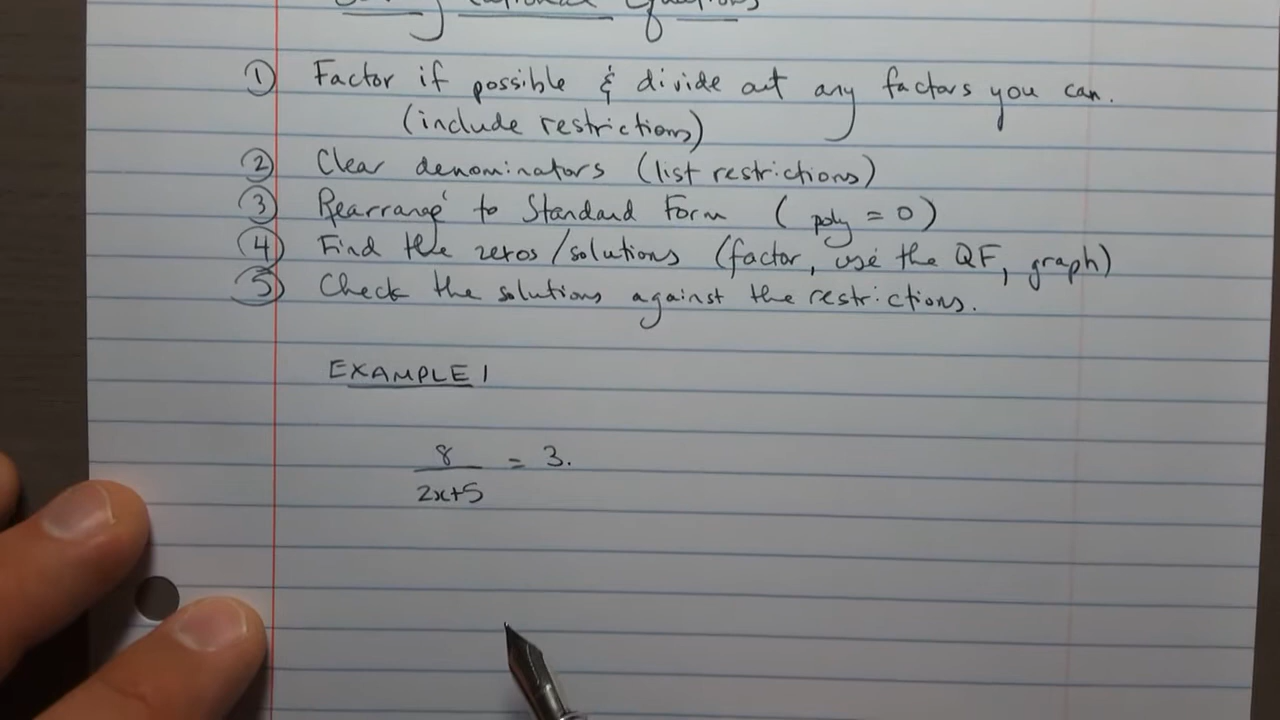 ① Factor if possible & divide out any factors you can.
(include restrictions)
② Clear denominators (list restrictions)
③ Rearrange to Standard Form (poly = 0)
④ Find the zeros/solutions (factor, use the QF, graph)
⑤ Check the solutions against the restrictions.
EXAMPLE 1
8
---- = 3.
2x+5